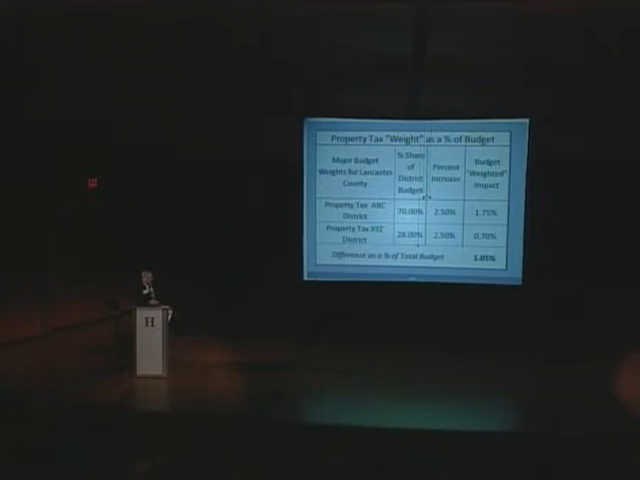 Property Tax "Weight" as a % of Budget
Major Budget Weights for Lancaster County
% Share of District Budget
Percent Increase
Budget "Weighted" Impact
Property Tax ABC District 70.00% 2.50% 1.75%
Property Tax XYZ District 28.00% 2.50% 0.70%
Difference as a % of Total Budget 1.05%
H